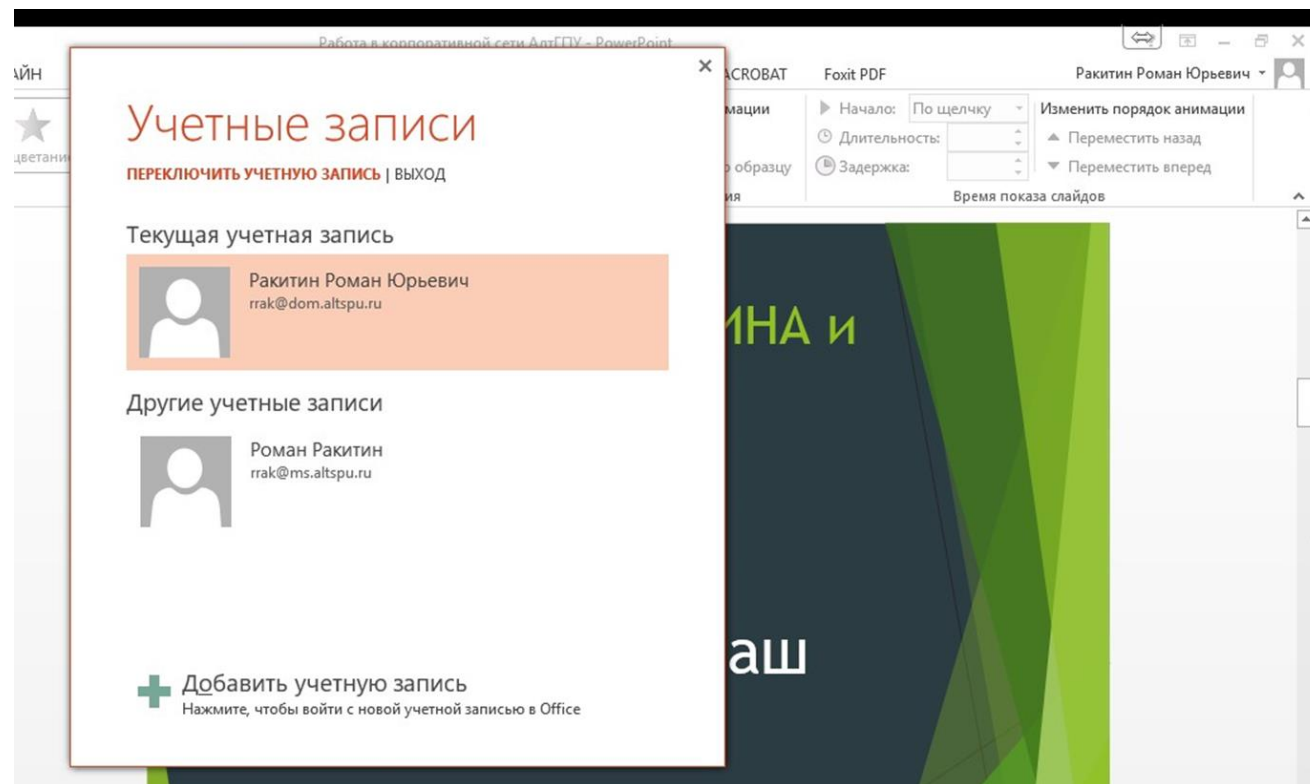 Работа в корпоративной сети АлтГПУ - PowerPoint
АЙН
ACROBAT
Foxit PDF
Ракитин Роман Юрьевич
мации
Начало: По щелчку
Изменить порядок анимации
Длительность:
Переместить назад
цветание
о образцу
Задержка:
Переместить вперед
ия
Время показа слайдов
Учетные записи
ПЕРЕКЛЮЧИТЬ УЧЕТНУЮ ЗАПИСЬ | ВЫХОД
Текущая учетная запись
Ракитин Роман Юрьевич
rrak@dom.altspu.ru
Другие учетные записи
Роман Ракитин
rrak@ms.altspu.ru
Добавить учетную запись
Нажмите, чтобы войти с новой учетной записью в Office
ИНА и
аш